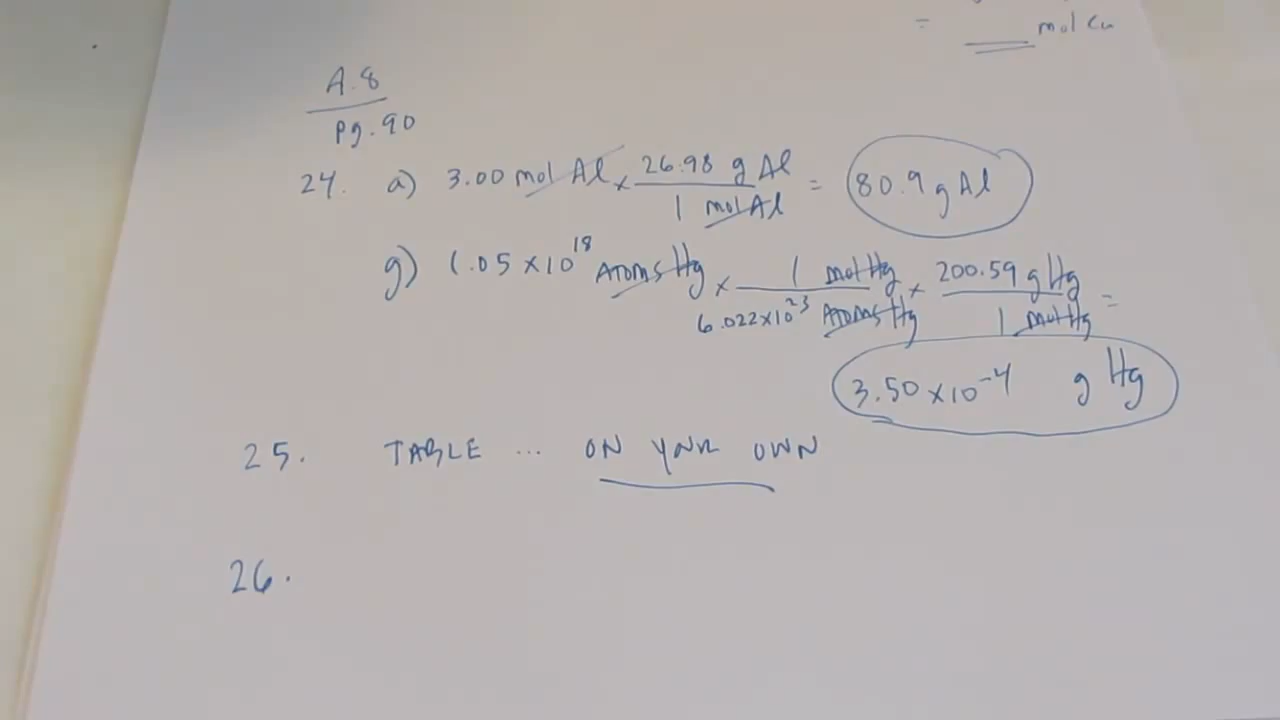 = ___ mol Cu
A.8
pg. 90
24. a) 3.00 mol Al × 26.98 g Al / 1 mol Al = 80.9 g Al
g) 1.05 × 10^18 ATOMS Hg × 1 mol Hg / 6.022 × 10^23 ATOMS Hg × 200.59 g Hg / 1 mol Hg =
3.50 × 10^-4 g Hg
25. TABLE ... ON YOUR OWN
26.